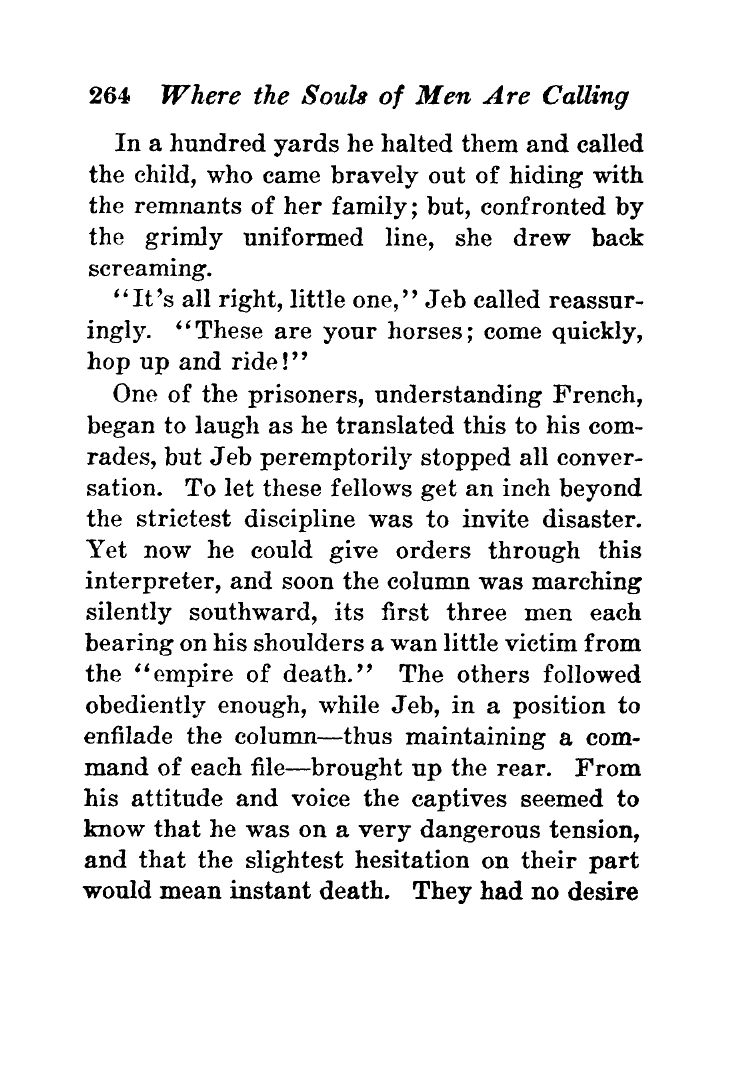 264 Where the Souls of Men Are Calling
In a hundred yards he halted them and called
the child, who came bravely out of hiding with
the remnants of her family; but, confronted by
the grimly uniformed line, she drew back
screaming.
“It’s all right, little one,” Jeb called reassur-
ingly. “These are your horses; come quickly,
hop up and ride!”
One of the prisoners, understanding French,
began to laugh as he translated this to his com-
rades, but Jeb peremptorily stopped all conver-
sation. To let these fellows get an inch beyond
the strictest discipline was to invite disaster.
Yet now he could give orders through this
interpreter, and soon the column was marching
silently southward, its first three men each
bearing on his shoulders a wan little victim from
the “empire of death.” The others followed
obediently enough, while Jeb, in a position to
enfilade the column—thus maintaining a com-
mand of each file—brought up the rear. From
his attitude and voice the captives seemed to
know that he was on a very dangerous tension,
and that the slightest hesitation on their part
would mean instant death. They had no desire